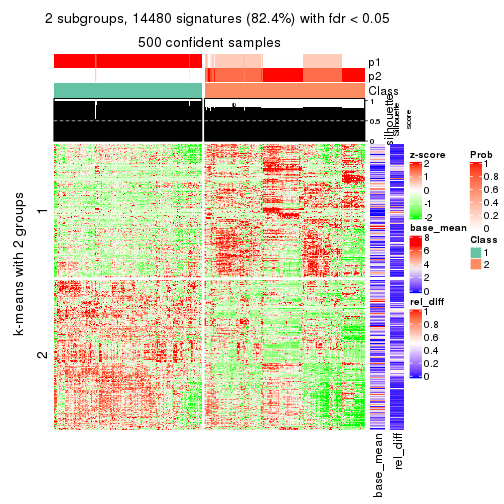 2 subgroups, 14480 signatures (82.4%) with fdr < 0.05
500 confident samples
p1
p2
Class
silhouette
Silhouette
score
1
0.5
0
k-means with 2 groups
1
2
base_mean
rel_diff
z-score
2
1
0
-1
-2
base_mean
8
6
4
2
0
rel_diff
1
0.8
0.6
0.4
0.2
0
Prob
1
0.8
0.6
0.4
0.2
0
Class
1
2